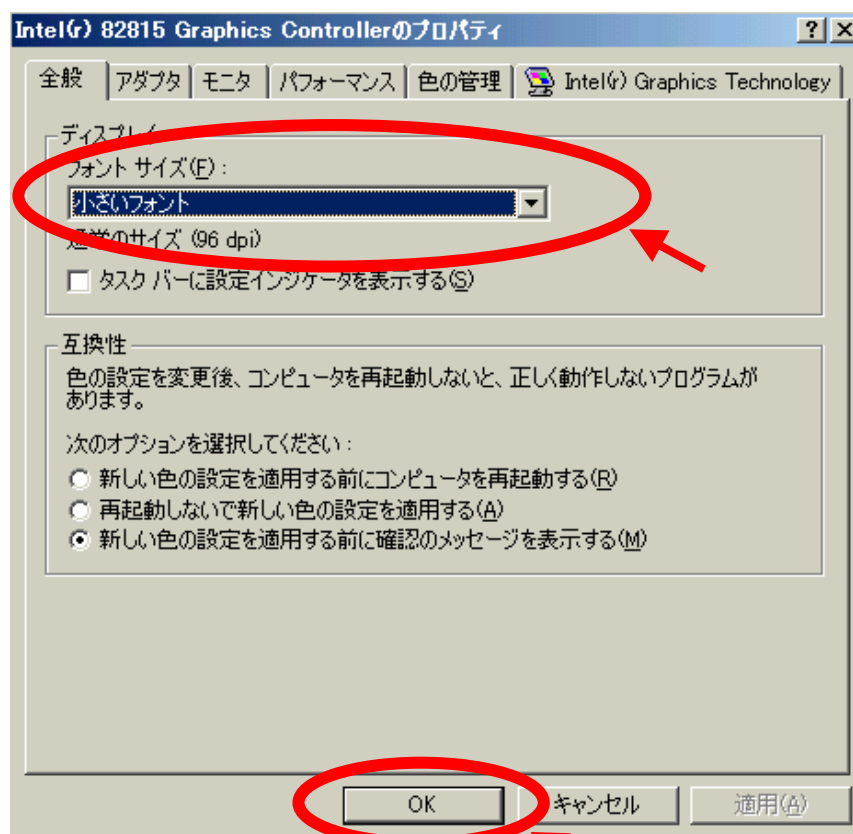 Intel(r) 82815 Graphics Controllerのプロパティ
全般 アダプタ モニタ パフォーマンス 色の管理 Intel(r) Graphics Technology
ディスプレイ
フォント サイズ(F):
小さいフォント
通常のサイズ (96 dpi)
タスク バーに設定インジケータを表示する(S)
互換性
色の設定を変更後、コンピュータを再起動しないと、正しく動作しないプログラムが
あります。
次のオプションを選択してください:
新しい色の設定を適用する前にコンピュータを再起動する(R)
再起動しないで新しい色の設定を適用する(A)
新しい色の設定を適用する前に確認のメッセージを表示する(M)
OK キャンセル 適用(A)